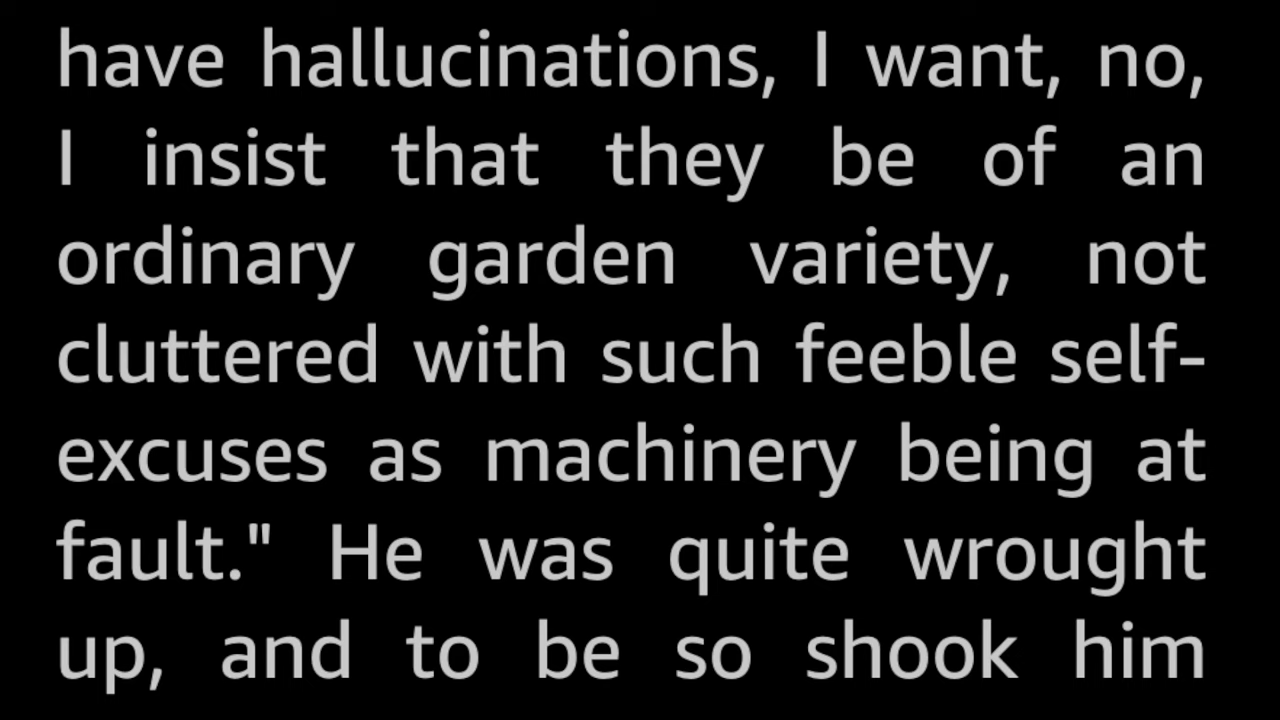 have hallucinations, I want, no,
I insist that they be of an
ordinary garden variety, not
cluttered with such feeble self-
excuses as machinery being at
fault." He was quite wrought
up, and to be so shook him